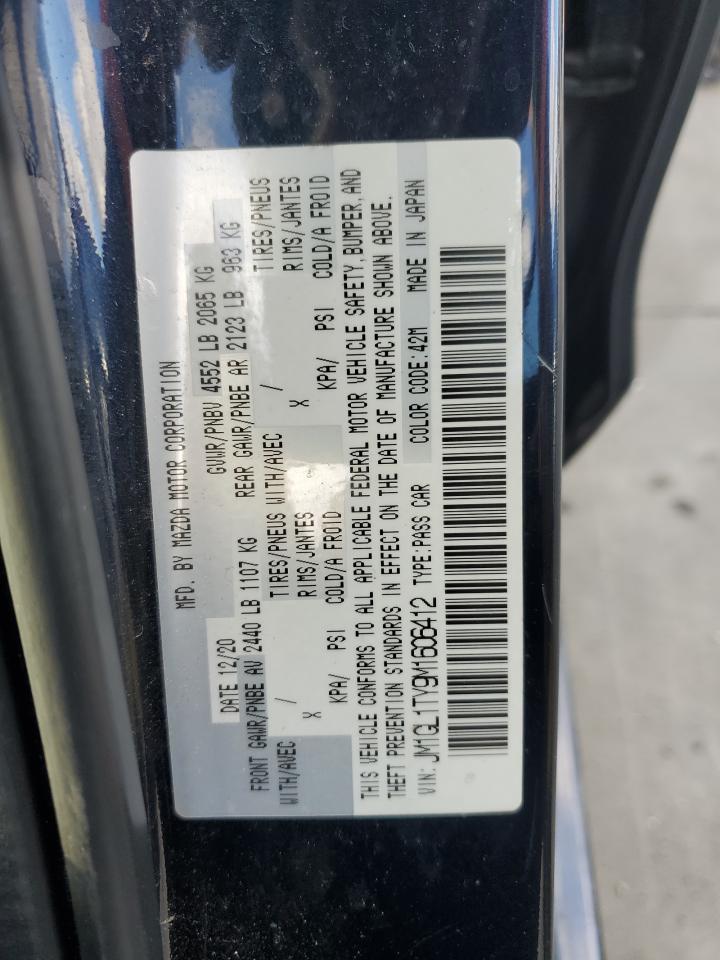 MFD. BY MAZDA MOTOR CORPORATION
DATE 12/20 GVWR/PNBV 4552 LB 2065 KG
FRONT GAWR/PNBE AV 2440 LB 1107 KG REAR GAWR/PNBE AR 2123 LB 963 KG
WITH/AVEC / TIRES/PNEUS WITH/AVEC / TIRES/PNEUS
X RIMS/JANTES X RIMS/JANTES
KPA/ PSI COLD/A FROID KPA/ PSI COLD/A FROID
THIS VEHICLE CONFORMS TO ALL APPLICABLE FEDERAL MOTOR VEHICLE SAFETY, BUMPER, AND
THEFT PREVENTION STANDARDS IN EFFECT ON THE DATE OF MANUFACTURE SHOWN ABOVE.
VIN: JM1GL1TY9M1606412 TYPE:PASS CAR COLOR CODE:42M MADE IN JAPAN